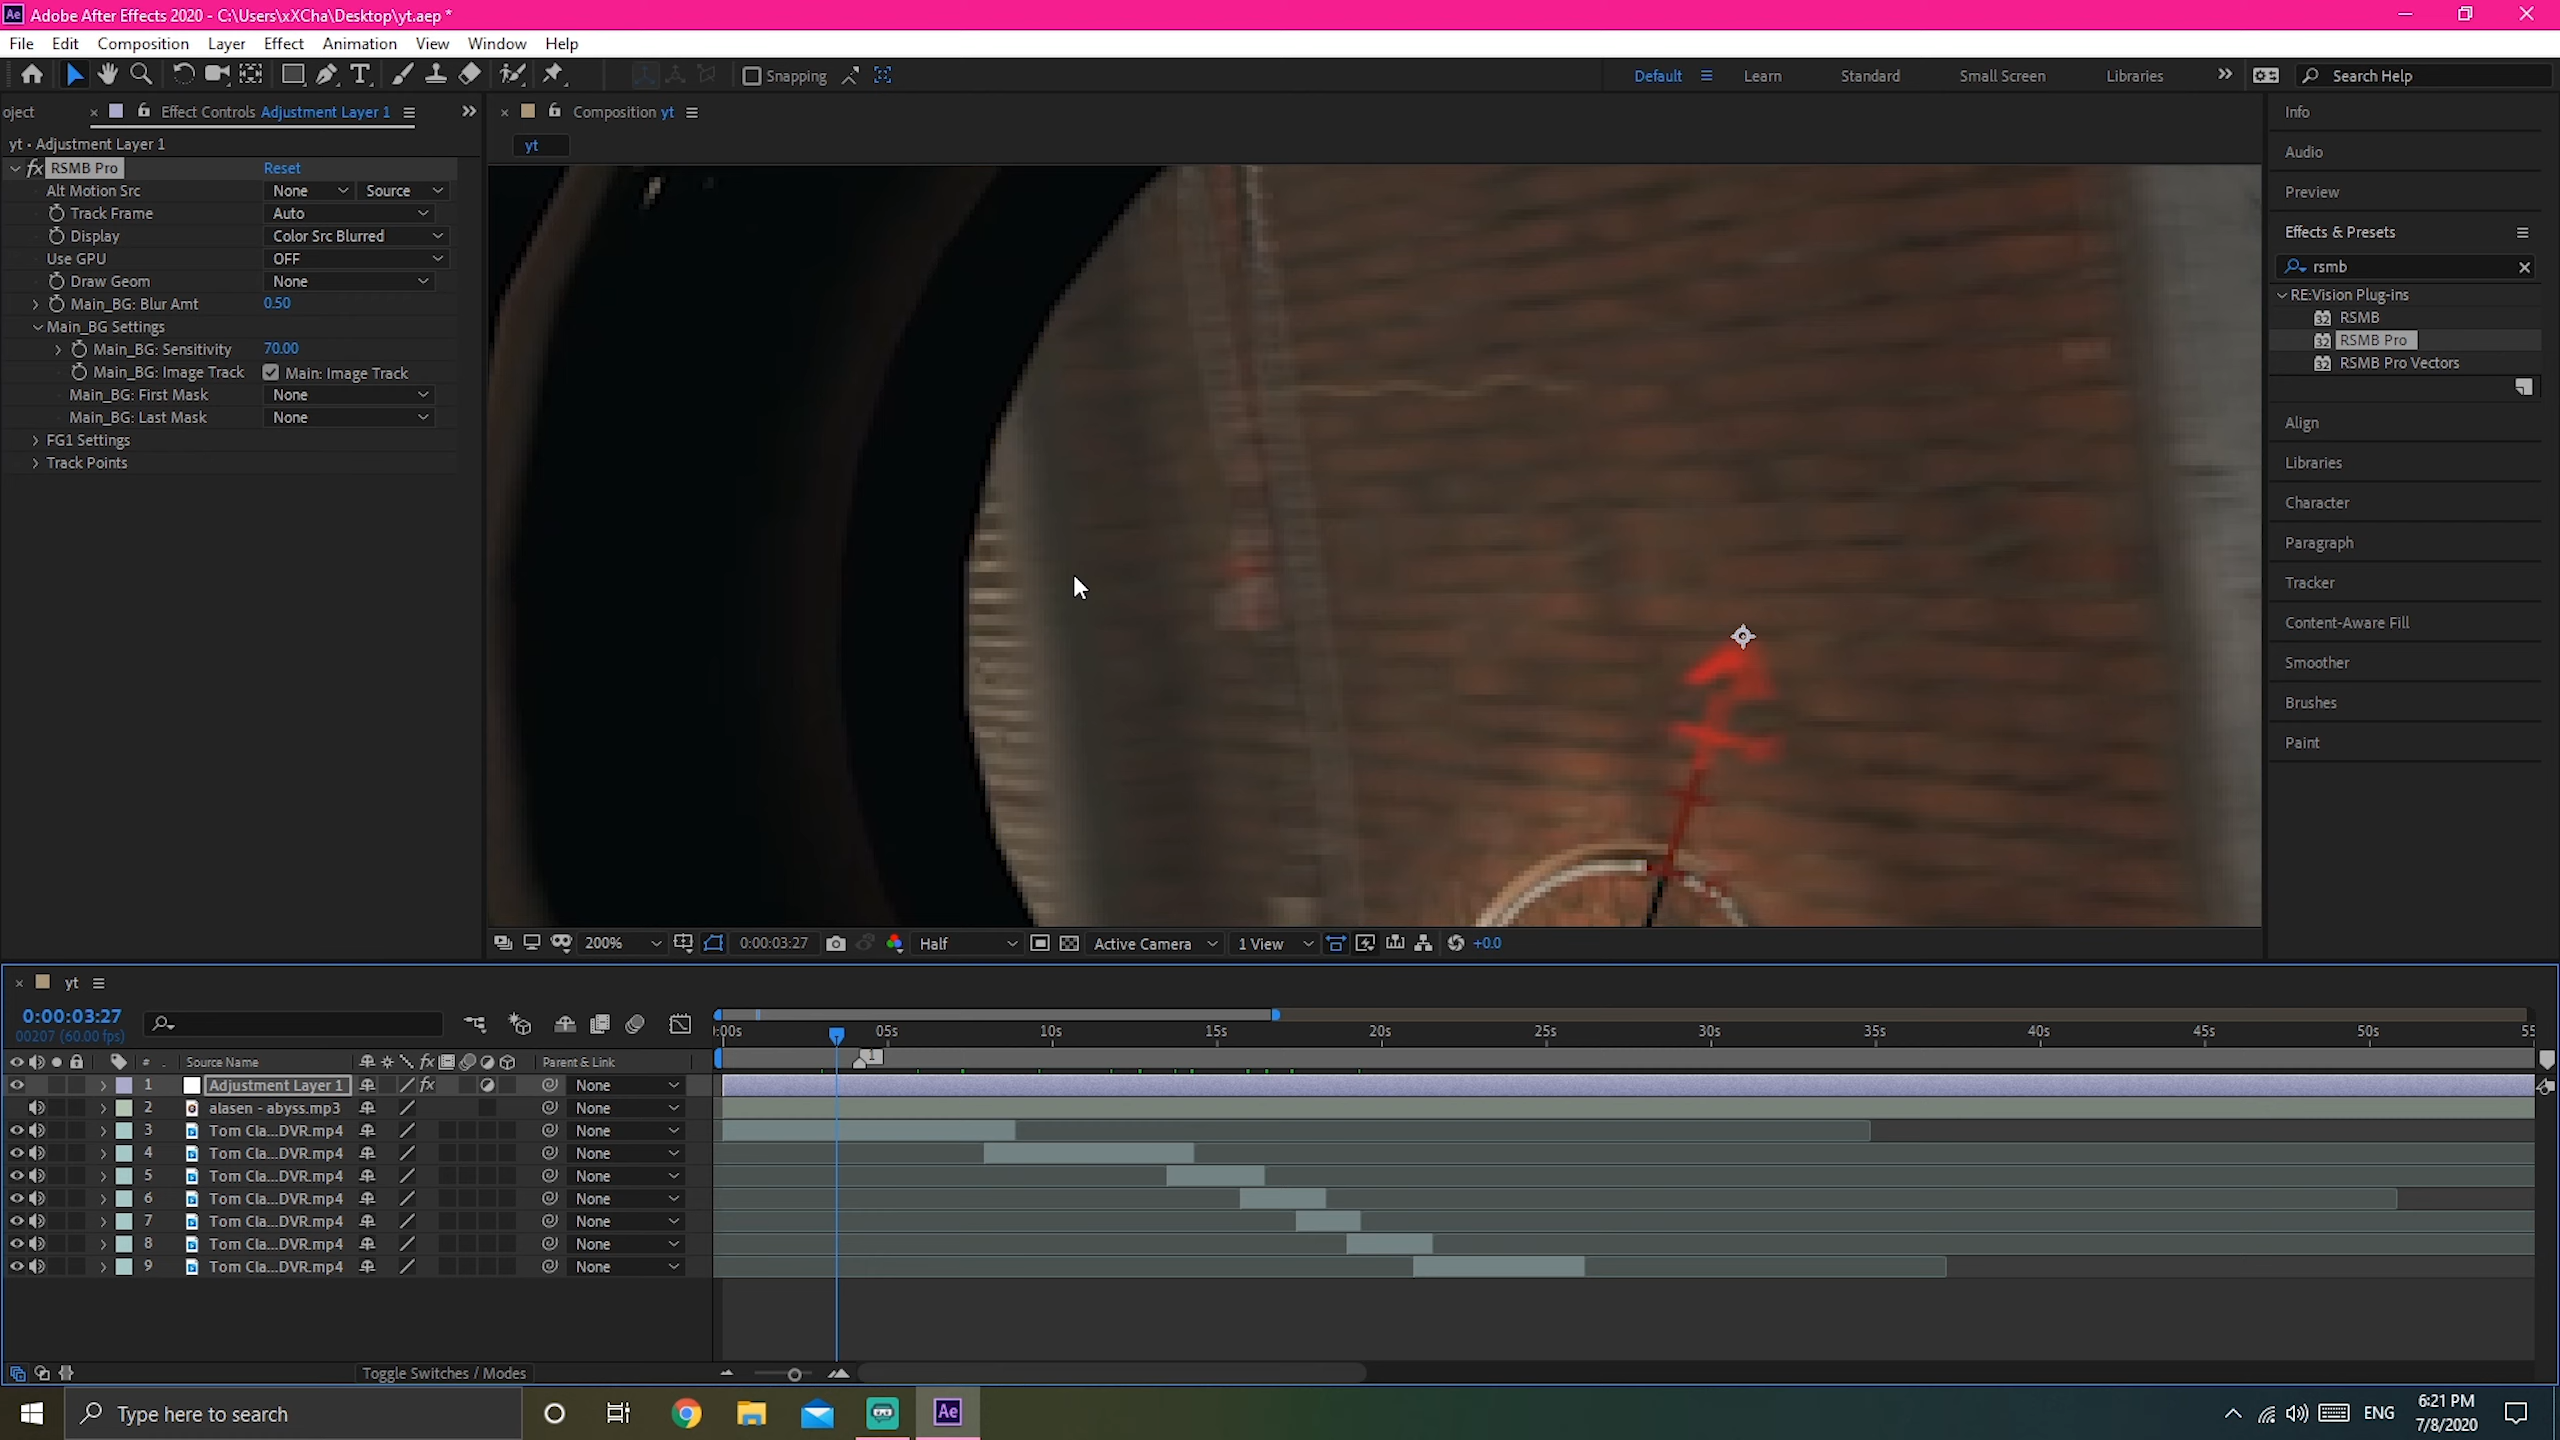 Ae Adobe After Effects 2020 - C:\Users\xXCha\Desktop\yt.aep *
File Edit Composition Layer Effect Animation View Window Help
Snapping Default Learn Standard Small Screen Libraries Search Help
oject Effect Controls Adjustment Layer 1
yt • Adjustment Layer 1
fx RSMB Pro Reset
Alt Motion Src None Source
Track Frame Auto
Display Color Src Blurred
Use GPU OFF
Draw Geom None
Main_BG: Blur Amt 0.50
Main_BG Settings
Main_BG: Sensitivity 70.00
Main_BG: Image Track Main: Image Track
Main_BG: First Mask None
Main_BG: Last Mask None
FG1 Settings
Track Points
Composition yt
yt
200% 0:00:03:27 Half Active Camera 1 View +0.0
Info
Audio
Preview
Effects & Presets
rsmb
RE:Vision Plug-ins
32 RSMB
32 RSMB Pro
32 RSMB Pro Vectors
Align
Libraries
Character
Paragraph
Tracker
Content-Aware Fill
Smoother
Brushes
Paint
yt
0:00:03:27
00207 (60.00 fps)
:00s 05s 10s 15s 20s 25s 30s 35s 40s 45s 50s 55
# Source Name fx Parent & Link
1
1 Adjustment Layer 1 fx None
2 alasen - abyss.mp3 None
3 Tom Cla...DVR.mp4 None
4 Tom Cla...DVR.mp4 None
5 Tom Cla...DVR.mp4 None
6 Tom Cla...DVR.mp4 None
7 Tom Cla...DVR.mp4 None
8 Tom Cla...DVR.mp4 None
9 Tom Cla...DVR.mp4 None
Toggle Switches / Modes
Type here to search Ae ENG 6:21 PM
7/8/2020